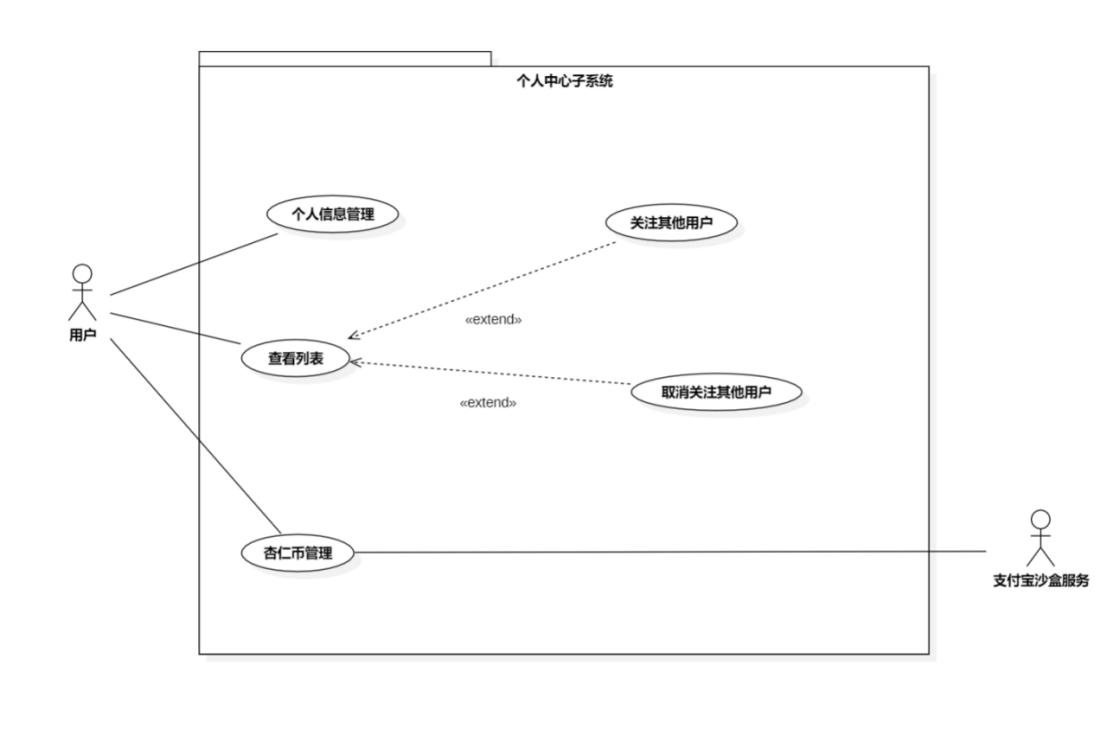 个人中心子系统
个人信息管理
关注其他用户
用户
«extend»
查看列表
取消关注其他用户
«extend»
杏仁币管理
支付宝沙盒服务